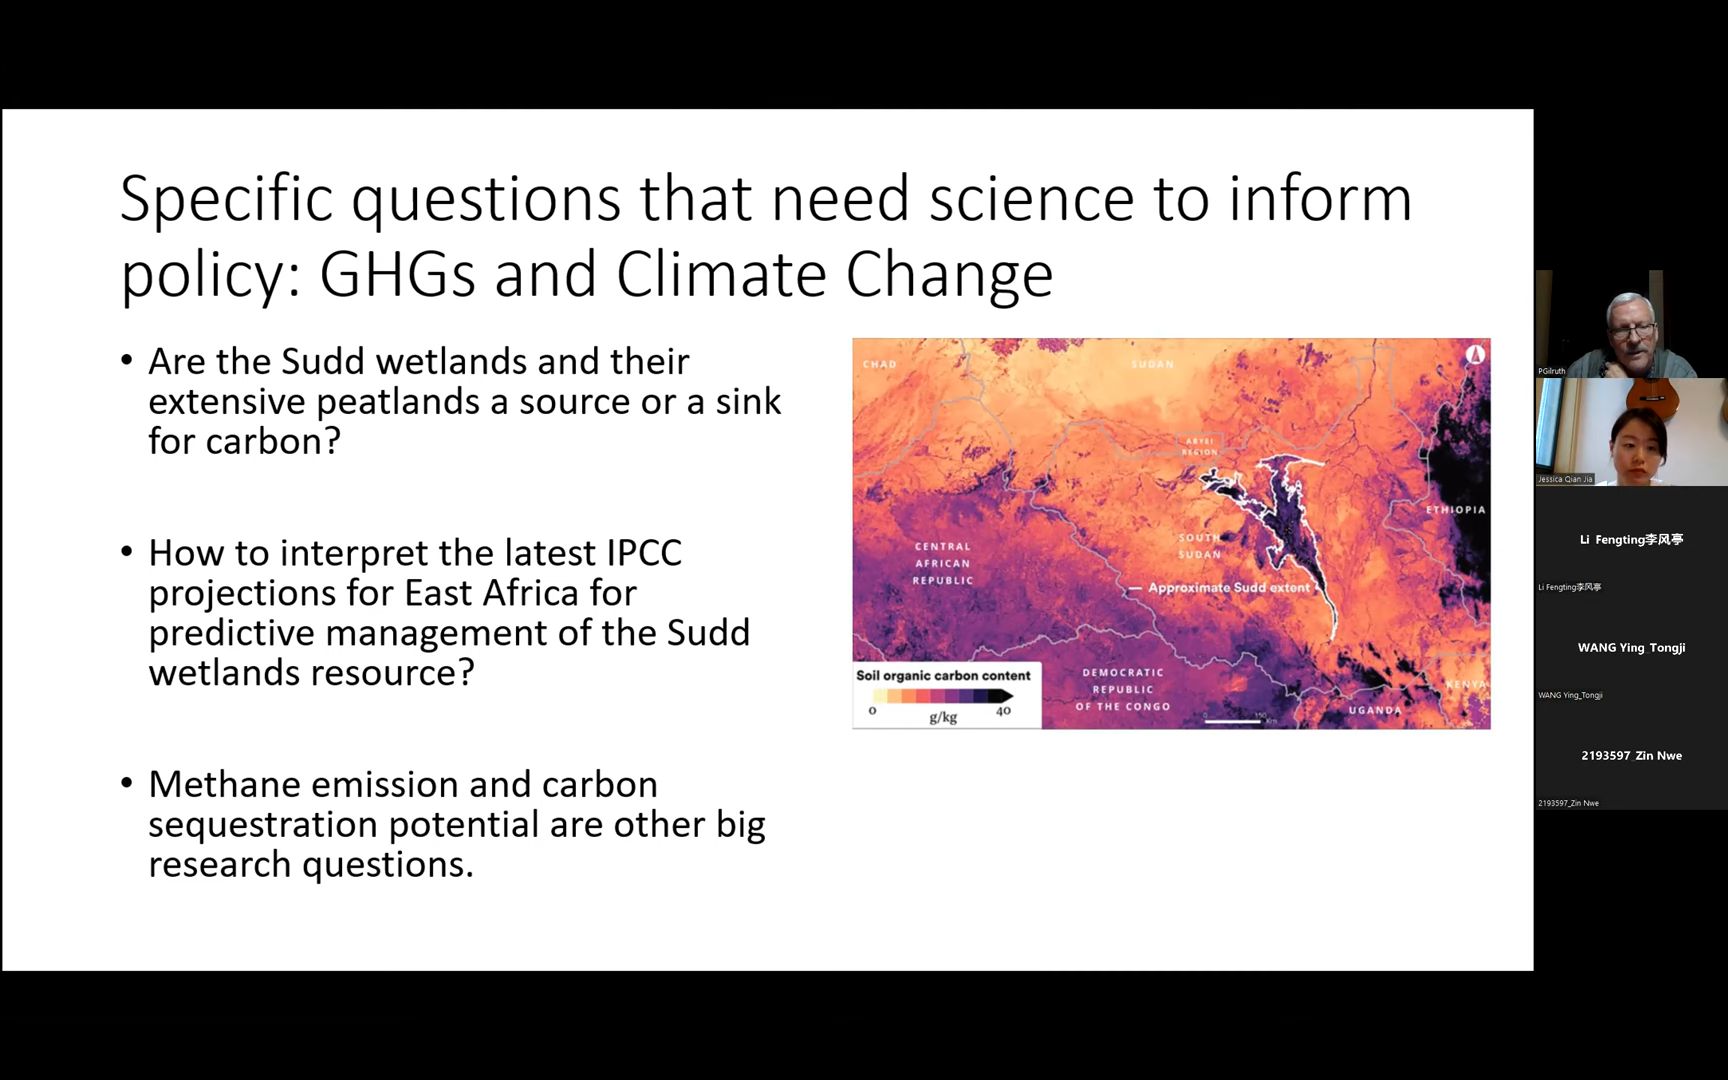 Specific questions that need science to inform
policy: GHGs and Climate Change
• Are the Sudd wetlands and their
extensive peatlands a source or a sink
for carbon?
• How to interpret the latest IPCC
projections for East Africa for
predictive management of the Sudd
wetlands resource?
• Methane emission and carbon
sequestration potential are other big
research questions.
CHAD
SUDAN
ABYEI
REGION
ETHIOPIA
SOUTH
SUDAN
CENTRAL
AFRICAN
REPUBLIC
Approximate Sudd extent
DEMOCRATIC
REPUBLIC
OF THE CONGO
UGANDA
KENYA
Soil organic carbon content
0 40
g/kg
0 150
Km
PGilruth
Jessica Qian Jia
Li Fengting李风亭
Li Fengting李风亭
WANG Ying_Tongji
WANG Ying_Tongji
2193597_Zin Nwe
2193597_Zin Nwe